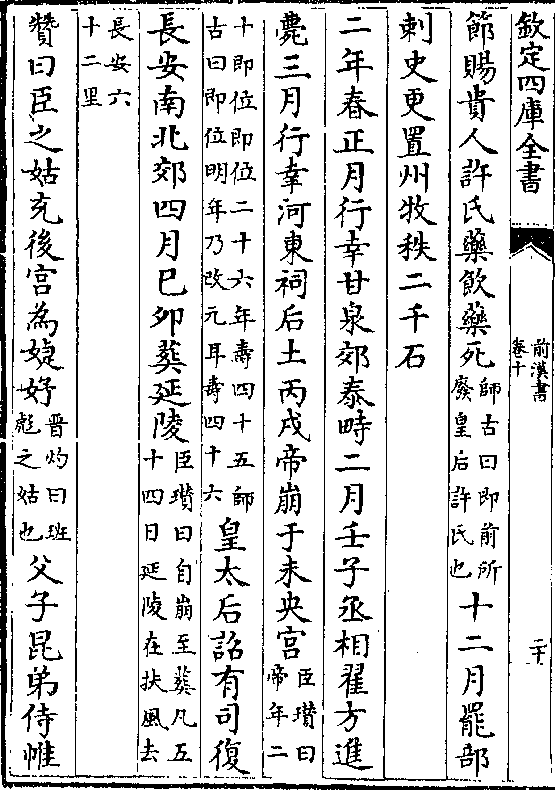 欽定四庫全書
前漢書
卷十
二十
節賜貴人許氏藥飲藥死師古曰即前所廢皇后許氏也十二月罷部
刺史更置州牧秩二千石
二年春正月行幸甘泉郊泰畤二月壬子丞相翟方進
薨三月行幸河東祠后土丙戌帝崩于未央宫臣瓉曰帝年二
十即位即位二十六年壽四十五師古曰即位明年乃改元耳壽四十六皇太后詔有司復
長安南北郊四月巳卯葬延陵臣瓉曰自崩至葬凡五十四日延陵在扶風去
長安六十二里
贊曰臣之姑充後宫為婕妤晋灼曰班彪之姑也父子昆弟侍帷